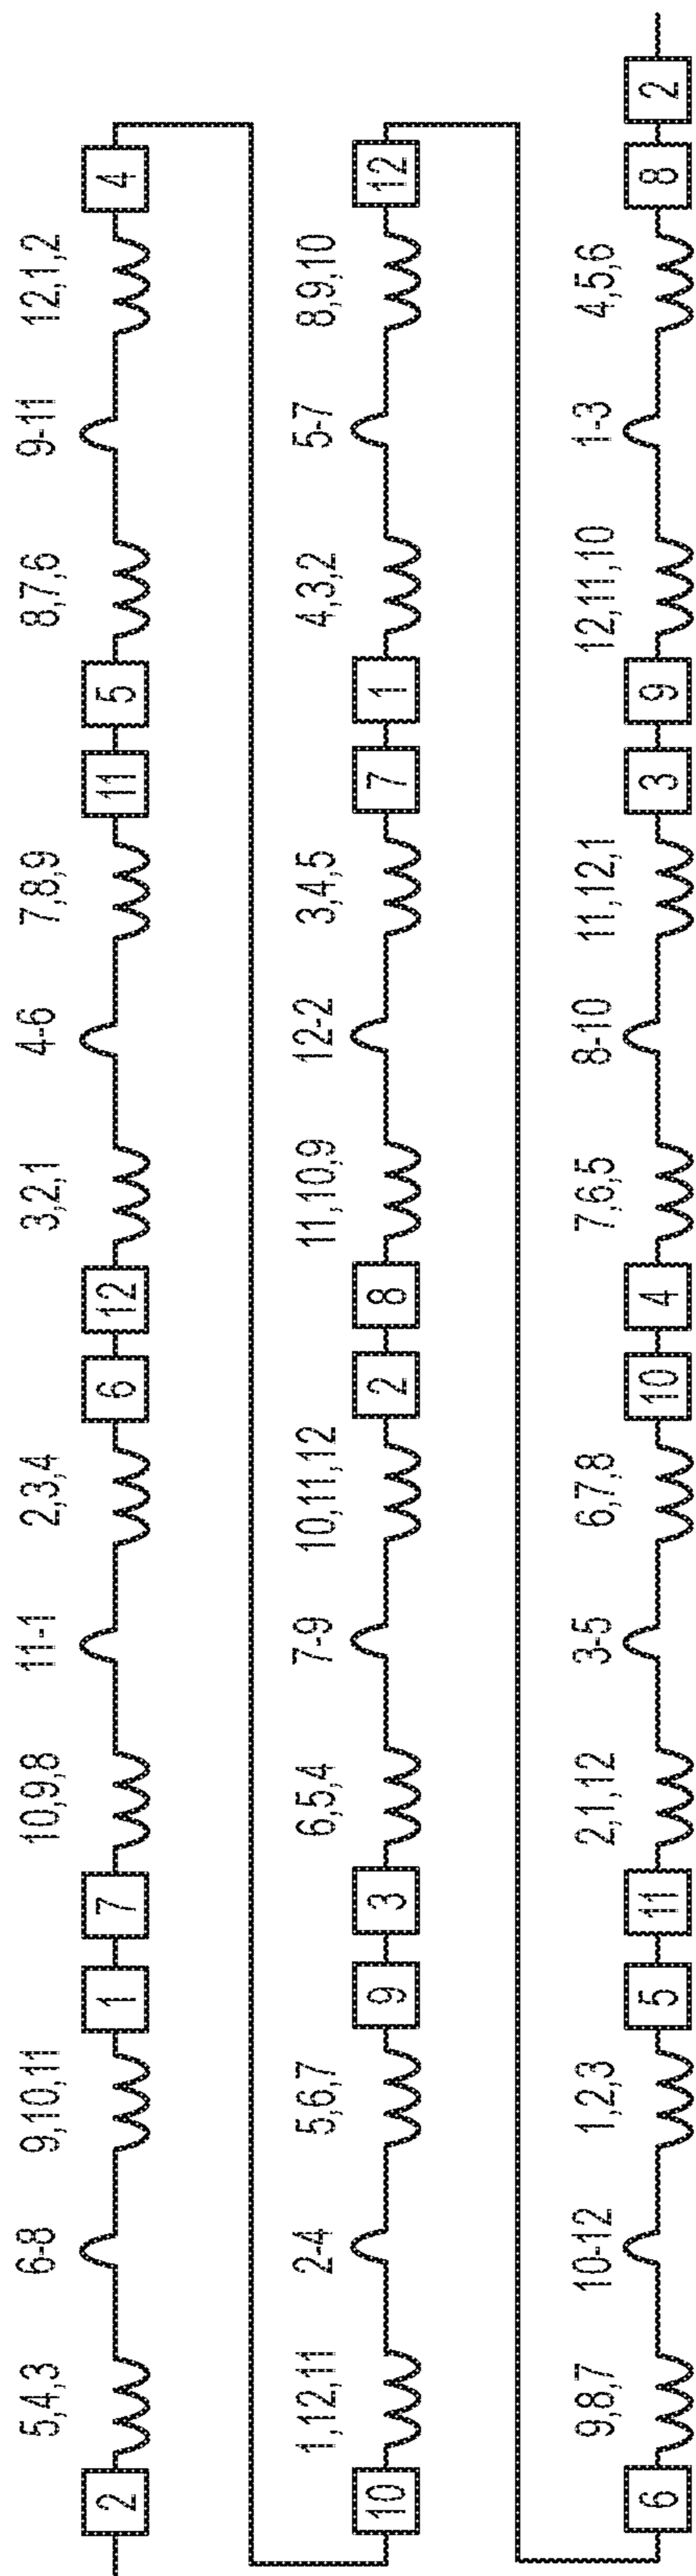 5,4,3 6-8 9,10,11 10,9,8 11-1 2,3,4 3,2,1 4-6 7,8,9 8,7,6 9-11 12,1,2
2 1 7 6 12 11 5 4
1,12,11 2-4 5,6,7 6,5,4 7-9 10,11,12 11,10,9 12-2 3,4,5 4,3,2 5-7 8,9,10
10 9 3 2 8 7 1 12
9,8,7 10-12 1,2,3 2,1,12 3-5 6,7,8 7,6,5 8-10 11,12,1 12,11,10 1-3 4,5,6
6 5 11 10 4 3 9 8 2